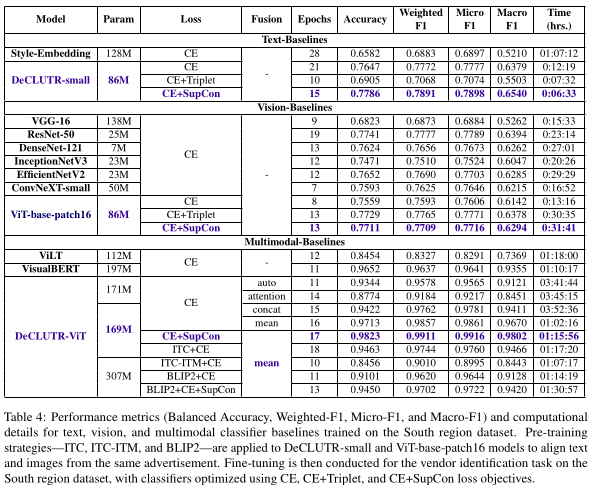 Model Param Loss Fusion Epochs Accuracy Weighted F1 Micro F1 Macro F1 Time (hrs.)
Text-Baselines
Style-Embedding 128M CE - 28 0.6582 0.6883 0.6897 0.5210 01:07:12
DeCLUTR-small 86M CE 21 0.7647 0.7772 0.7777 0.6379 0:12:19
CE+Triplet 10 0.6905 0.7068 0.7074 0.5503 0:07:32
CE+SupCon 15 0.7786 0.7891 0.7898 0.6540 0:06:33
Vision-Baselines
VGG-16 138M CE - 9 0.6823 0.6873 0.6884 0.5262 0:15:33
ResNet-50 25M 19 0.7741 0.7777 0.7789 0.6394 0:23:14
DenseNet-121 7M 13 0.7624 0.7656 0.7673 0.6262 0:27:01
InceptionNetV3 23M 12 0.7471 0.7510 0.7524 0.6047 0:20:26
EfficientNetV2 23M 12 0.7652 0.7690 0.7703 0.6285 0:29:29
ConvNeXT-small 50M 7 0.7593 0.7625 0.7646 0.6215 0:16:52
ViT-base-patch16 86M CE 8 0.7559 0.7593 0.7606 0.6142 0:13:16
CE+Triplet 13 0.7729 0.7765 0.7771 0.6378 0:30:35
CE+SupCon 13 0.7711 0.7709 0.7716 0.6294 0:31:41
Multimodal-Baselines
ViLT 112M CE - 12 0.8454 0.8327 0.8291 0.7369 01:18:00
VisualBERT 197M 11 0.9652 0.9637 0.9641 0.9355 01:10:17
DeCLUTR-ViT 171M CE auto 11 0.9344 0.9578 0.9565 0.9121 03:41:44
attention 14 0.8774 0.9184 0.9217 0.8451 03:45:15
169M concat 15 0.9422 0.9762 0.9781 0.9411 03:52:36
mean 16 0.9713 0.9857 0.9861 0.9670 01:02:16
CE+SupCon mean 17 0.9823 0.9911 0.9916 0.9802 01:15:56
ITC+CE 18 0.9463 0.9744 0.9760 0.9466 01:17:20
307M ITC-ITM+CE 10 0.8456 0.9010 0.8995 0.8443 01:07:17
BLIP2+CE 11 0.9101 0.9620 0.9644 0.9128 01:14:19
BLIP2+CE+SupCon 13 0.9450 0.9702 0.9722 0.9420 01:30:57
Table 4: Performance metrics (Balanced Accuracy, Weighted-F1, Micro-F1, and Macro-F1) and computational
details for text, vision, and multimodal classifier baselines trained on the South region dataset. Pre-training
strategies—ITC, ITC-ITM, and BLIP2—are applied to DeCLUTR-small and ViT-base-patch16 models to align text
and images from the same advertisement. Fine-tuning is then conducted for the vendor identification task on the
South region dataset, with classifiers optimized using CE, CE+Triplet, and CE+SupCon loss objectives.